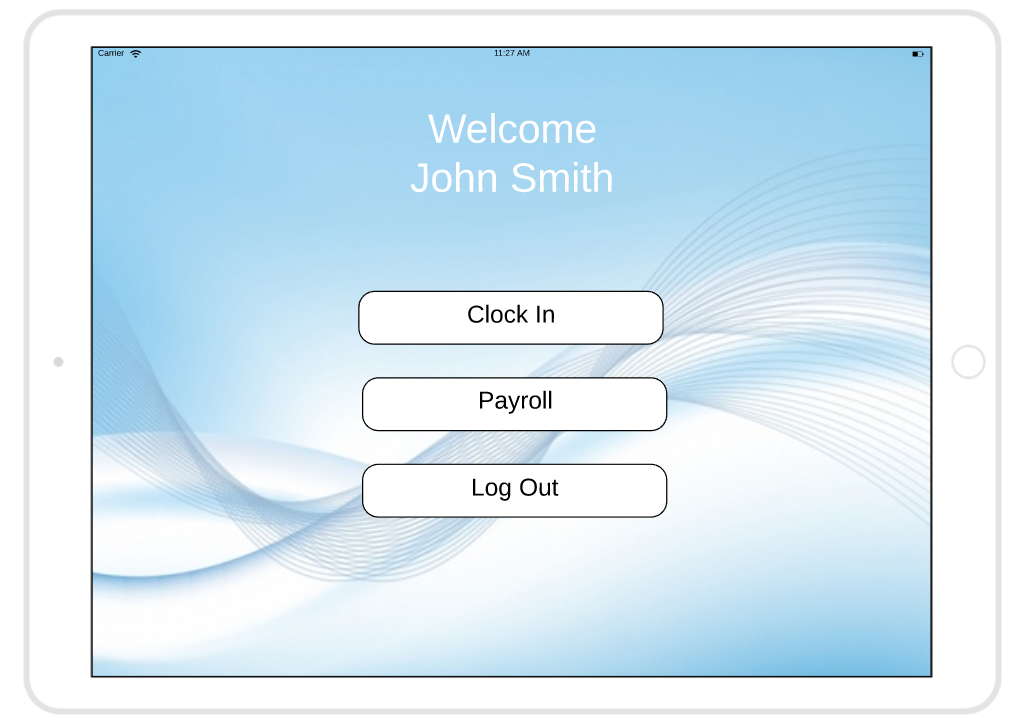 Carrier 11:27 AM
Welcome
John Smith
Clock In
Payroll
Log Out